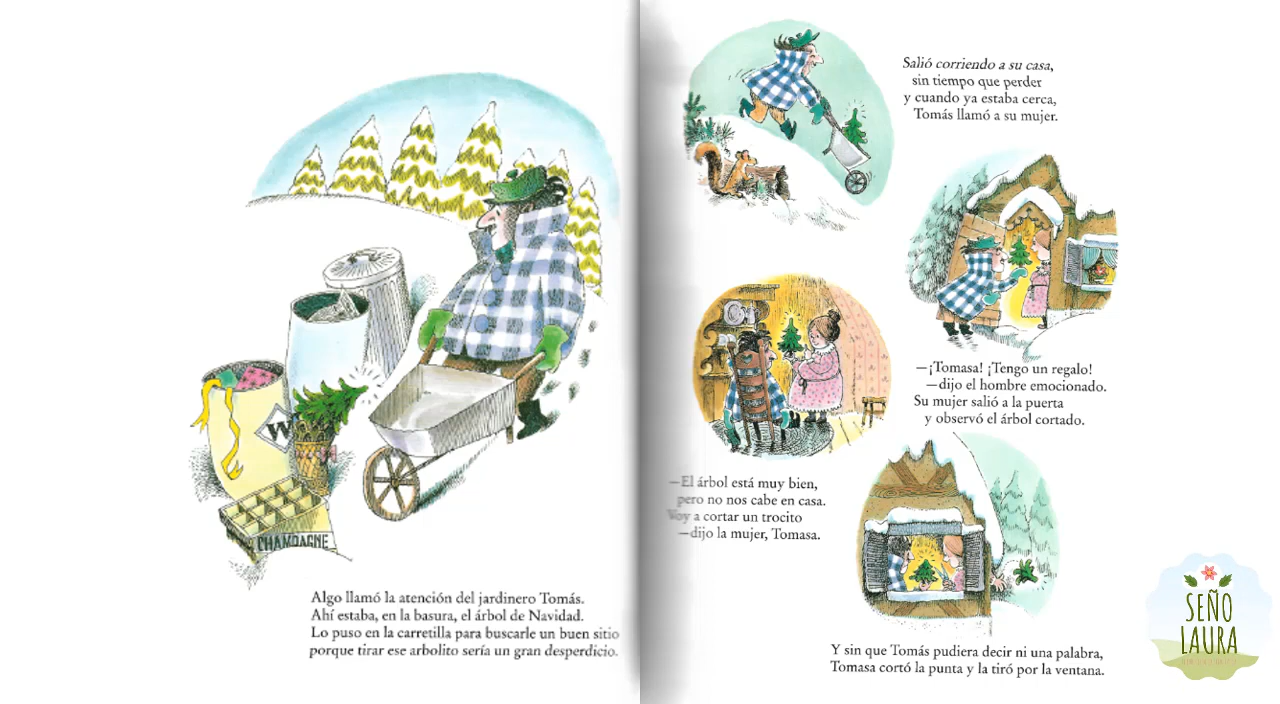 W
CHAMPAGNE
Algo llamó la atención del jardinero Tomás.
Ahí estaba, en la basura, el árbol de Navidad.
Lo puso en la carretilla para buscarle un buen sitio
porque tirar ese arbolito sería un gran desperdicio.
Salió corriendo a su casa,
sin tiempo que perder
y cuando ya estaba cerca,
Tomás llamó a su mujer.
—¡Tomasa! ¡Tengo un regalo!
—dijo el hombre emocionado.
Su mujer salió a la puerta
y observó el árbol cortado.
—El árbol está muy bien,
pero no nos cabe en casa.
Voy a cortar un trocito
—dijo la mujer, Tomasa.
Y sin que Tomás pudiera decir ni una palabra,
Tomasa cortó la punta y la tiró por la ventana.
SEÑO
LAURA